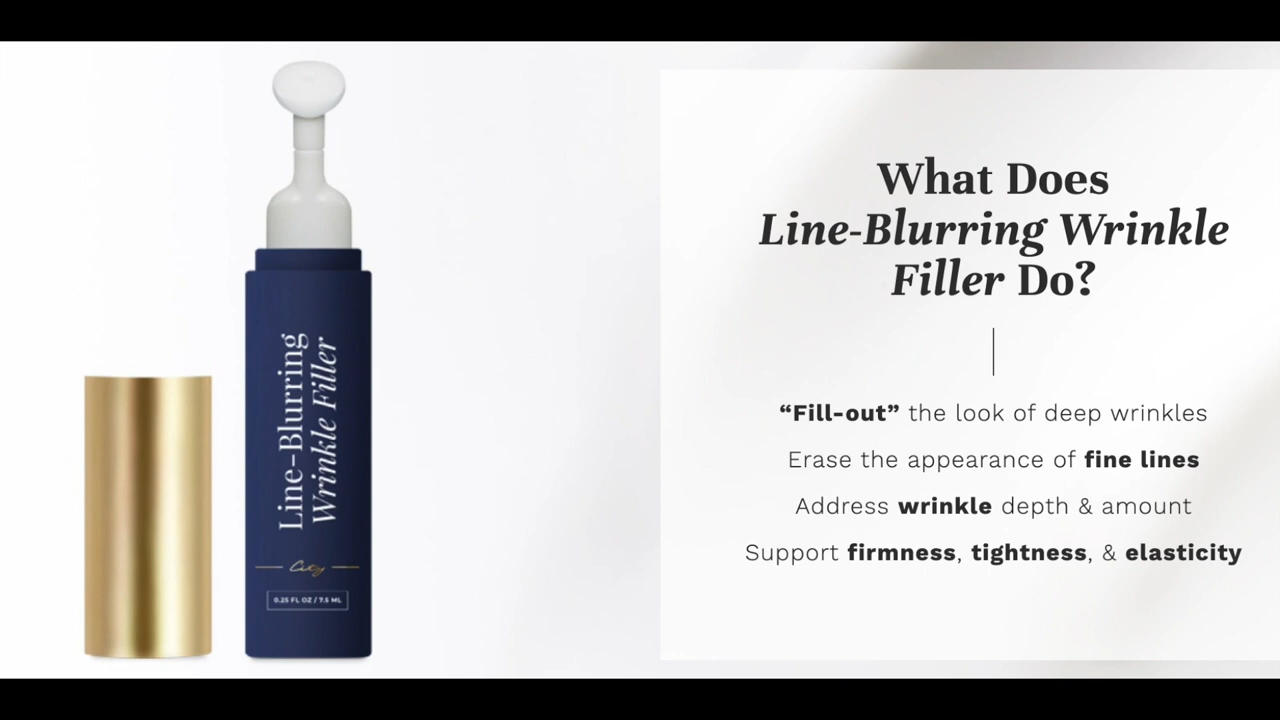 Line-Blurring
Wrinkle Filler
City
0.25 FL OZ / 7.5 ML
What Does
Line-Blurring Wrinkle
Filler Do?
“Fill-out” the look of deep wrinkles
Erase the appearance of fine lines
Address wrinkle depth & amount
Support firmness, tightness, & elasticity